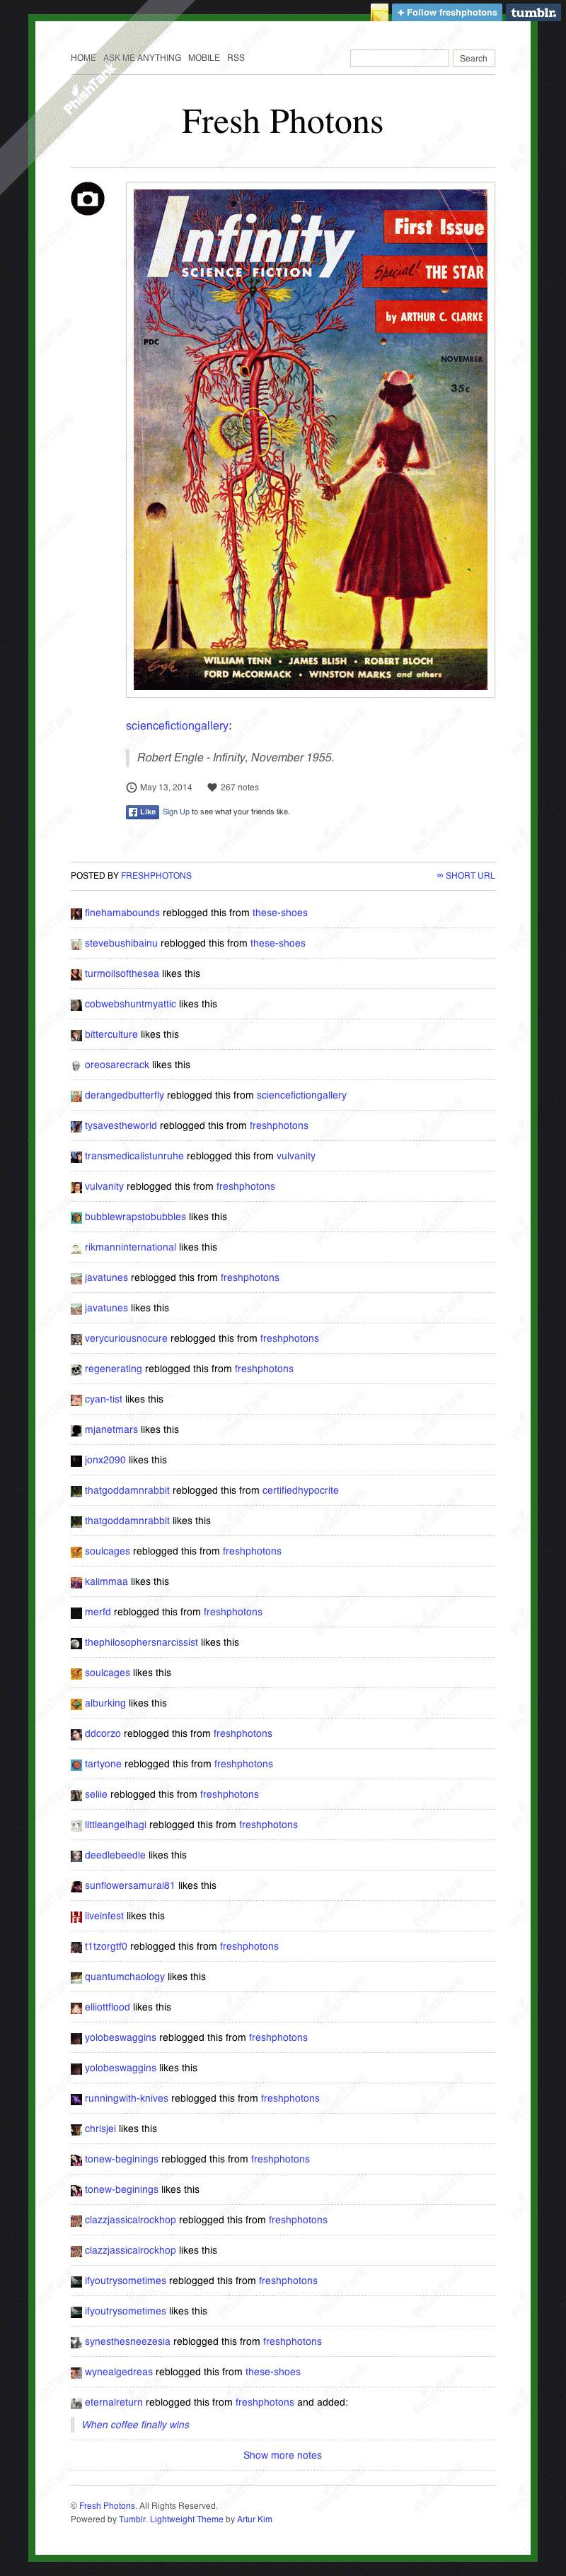 + Follow freshphotons
tumblr.
HOME ASK ME ANYTHING MOBILE RSS
Search
PhishTank
Fresh Photons
Infinity
SCIENCE FICTION
First Issue
Special! THE STAR
by ARTHUR C. CLARKE
PDC
NOVEMBER
35c
Engle
WILLIAM TENN • JAMES BLISH • ROBERT BLOCH
FORD McCORMACK • WINSTON MARKS and others
sciencefictiongallery:
Robert Engle - Infinity, November 1955.
May 13, 2014 267 notes
Like Sign Up to see what your friends like.
POSTED BY FRESHPHOTONS
∞ SHORT URL
finehamabounds reblogged this from these-shoes
stevebushibainu reblogged this from these-shoes
turmoilsofthesea likes this
cobwebshuntmyattic likes this
bitterculture likes this
oreosarecrack likes this
derangedbutterfly reblogged this from sciencefictiongallery
tysavestheworld reblogged this from freshphotons
transmedicalistunruhe reblogged this from vulvanity
vulvanity reblogged this from freshphotons
bubblewrapstobubbles likes this
rikmanninternational likes this
javatunes reblogged this from freshphotons
javatunes likes this
verycuriousnocure reblogged this from freshphotons
regenerating reblogged this from freshphotons
cyan-tist likes this
mjanetmars likes this
jonx2090 likes this
thatgoddamnrabbit reblogged this from certifiedhypocrite
thatgoddamnrabbit likes this
soulcages reblogged this from freshphotons
kalimmaa likes this
merfd reblogged this from freshphotons
thephilosophersnarcissist likes this
soulcages likes this
alburking likes this
ddcorzo reblogged this from freshphotons
tartyone reblogged this from freshphotons
seliie reblogged this from freshphotons
littleangelhagi reblogged this from freshphotons
deedlebeedle likes this
sunflowersamurai81 likes this
liveinfest likes this
t1tzorgtf0 reblogged this from freshphotons
quantumchaology likes this
elliottflood likes this
yolobeswaggins reblogged this from freshphotons
yolobeswaggins likes this
runningwith-knives reblogged this from freshphotons
chrisjei likes this
tonew-beginings reblogged this from freshphotons
tonew-beginings likes this
clazzjassicalrockhop reblogged this from freshphotons
clazzjassicalrockhop likes this
ifyoutrysometimes reblogged this from freshphotons
ifyoutrysometimes likes this
synesthesneezesia reblogged this from freshphotons
wynealgedreas reblogged this from these-shoes
eternalreturn reblogged this from freshphotons and added:
When coffee finally wins
Show more notes
© Fresh Photons. All Rights Reserved.
Powered by Tumblr. Lightweight Theme by Artur Kim